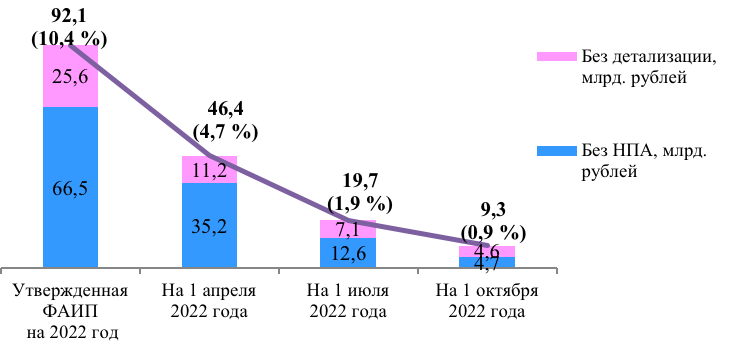 92,1
(10,4 %)
25,6
66,5
46,4
(4,7 %)
11,2
35,2
19,7
(1,9 %)
7,1
12,6
9,3
(0,9 %)
4,6
4,7
Без детализации,
млрд. рублей
Без НПА, млрд.
рублей
Утвержденная
ФАИП
на 2022 год
На 1 апреля
2022 года
На 1 июля
2022 года
На 1 октября
2022 года